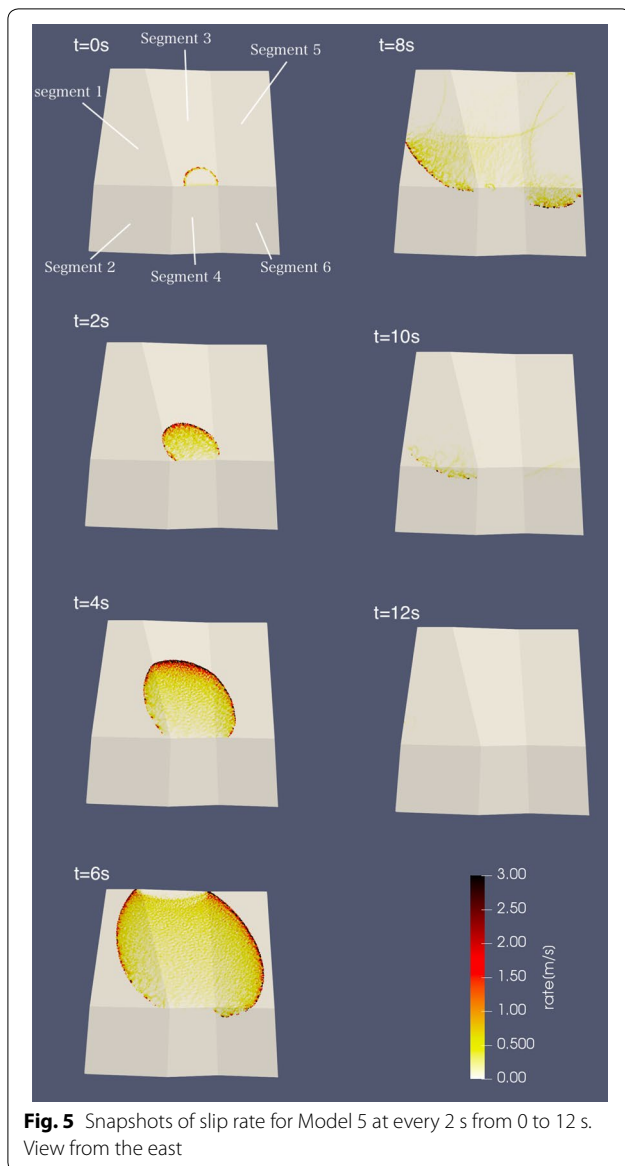 t=0s
Segment 3
Segment 5
segment 1
Segment 2
Segment 4
Segment 6
t=8s
t=2s
t=10s
t=4s
t=12s
t=6s
3.00
2.50
2.00
1.50
1.00
0.500
0.00
rate(m/s)
Fig. 5 Snapshots of slip rate for Model 5 at every 2 s from 0 to 12 s.
View from the east